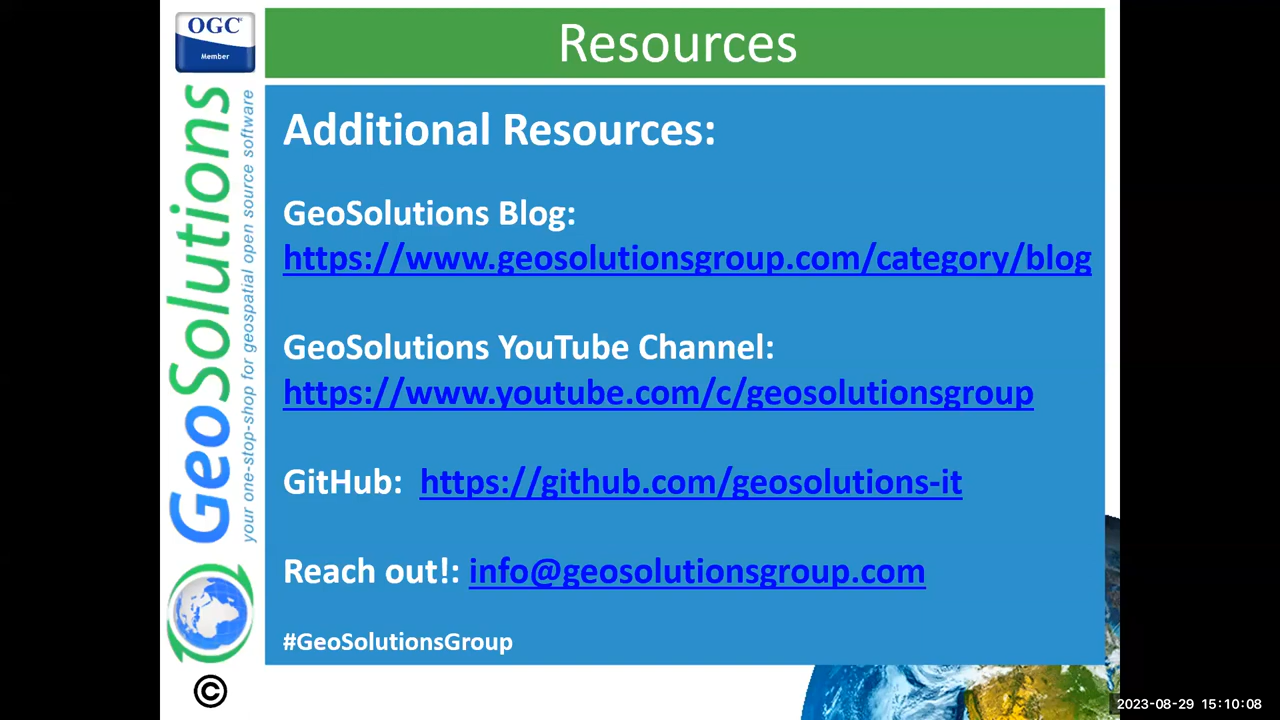 OGC®
Member
Resources
GeoSolutions
your one-stop-shop for geospatial open source software
Additional Resources:
GeoSolutions Blog:
https://www.geosolutionsgroup.com/category/blog
GeoSolutions YouTube Channel:
https://www.youtube.com/c/geosolutionsgroup
GitHub: https://github.com/geosolutions-it
Reach out!: info@geosolutionsgroup.com
#GeoSolutionsGroup
©
2023-08-29 15:10:08